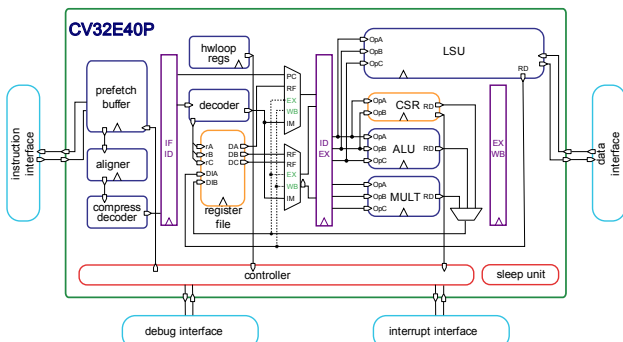 CV32E40P
instruction
interface
prefetch
buffer
aligner
compress
decoder
IF
ID
hwloop
regs
decoder
rA
rB
rC
DIA
DIB
DA
DB
DC
register
file
PC
RF
EX
WB
IM
RF
RF
EX
WB
IM
ID
EX
OpA
OpB
OpC
LSU
RD
OpA
OpB
CSR
RD
OpA
OpB
OpC
ALU
RD
OpA
OpB
OpC
MULT
RD
EX
WB
data
interface
controller
sleep unit
debug interface
interrupt interface